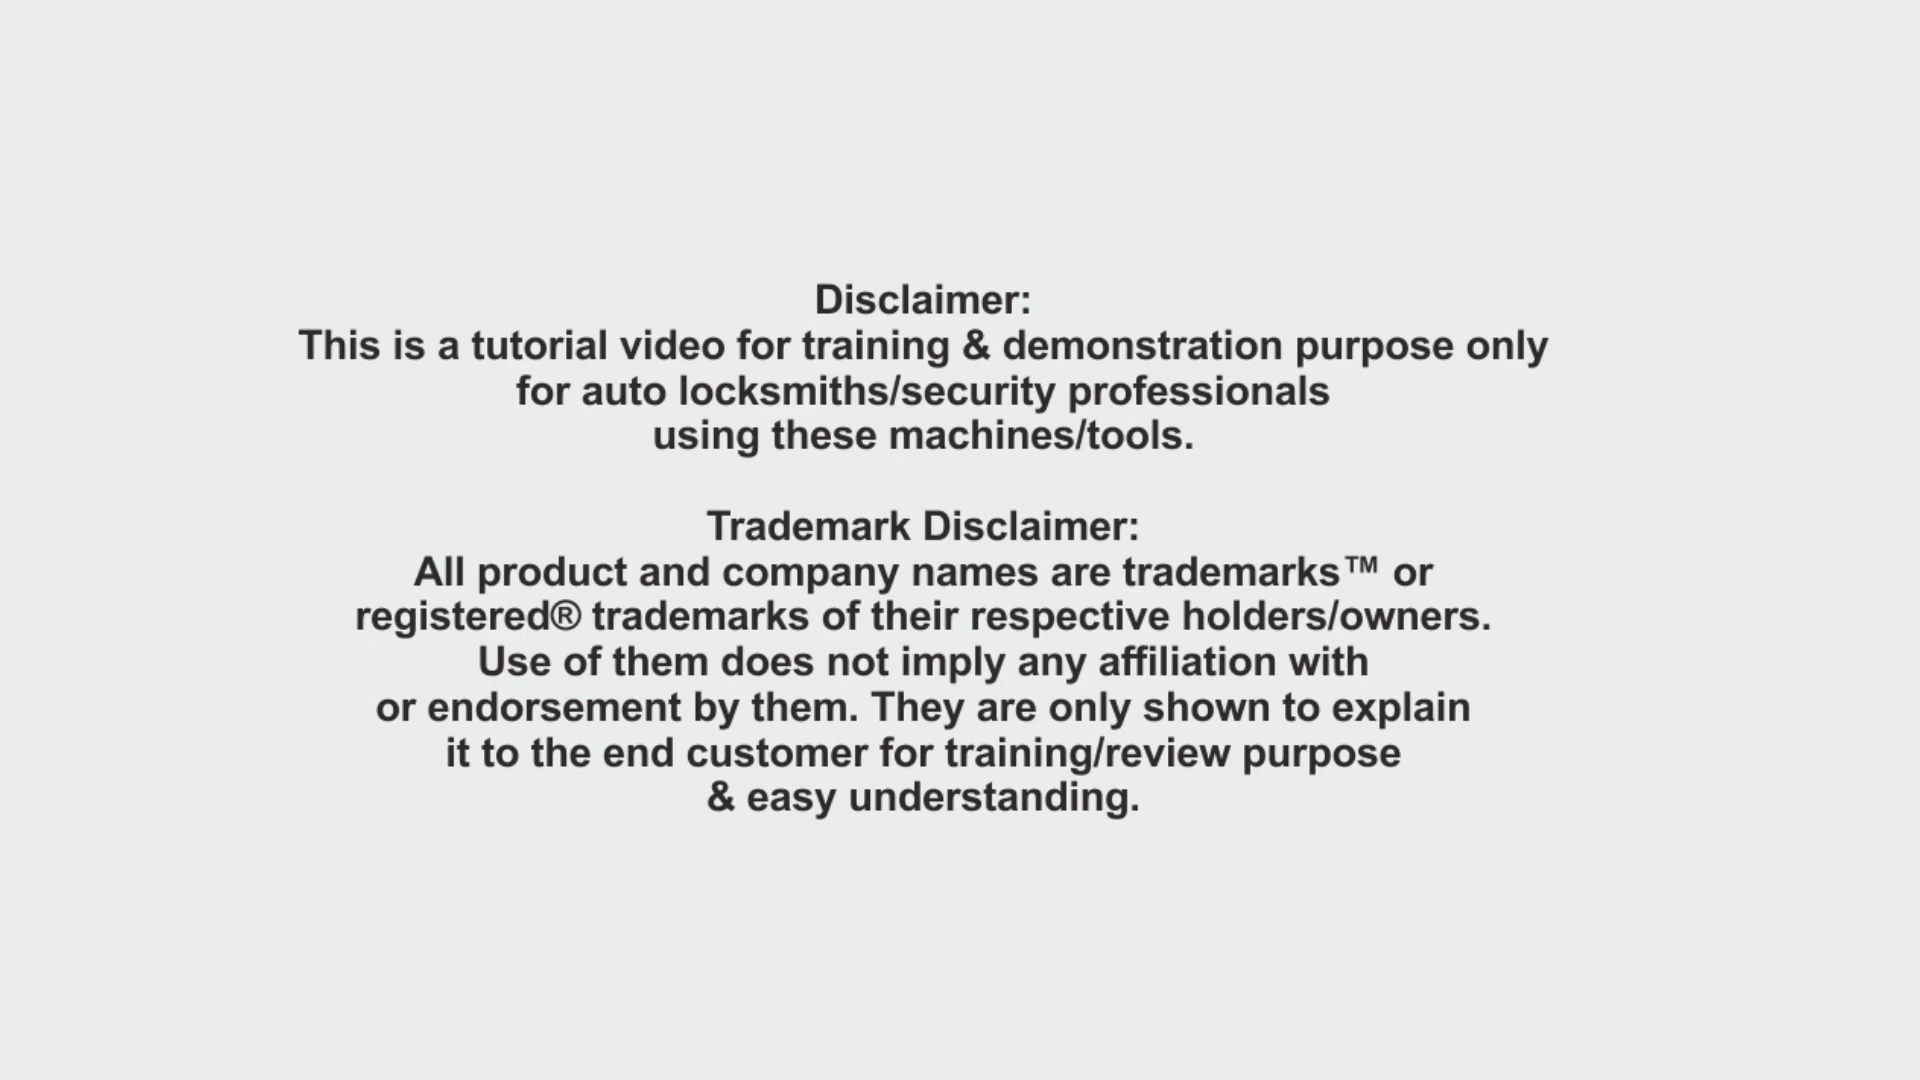 Disclaimer:
This is a tutorial video for training & demonstration purpose only
for auto locksmiths/security professionals
using these machines/tools.
Trademark Disclaimer:
All product and company names are trademarks™ or
registered® trademarks of their respective holders/owners.
Use of them does not imply any affiliation with
or endorsement by them. They are only shown to explain
it to the end customer for training/review purpose
& easy understanding.